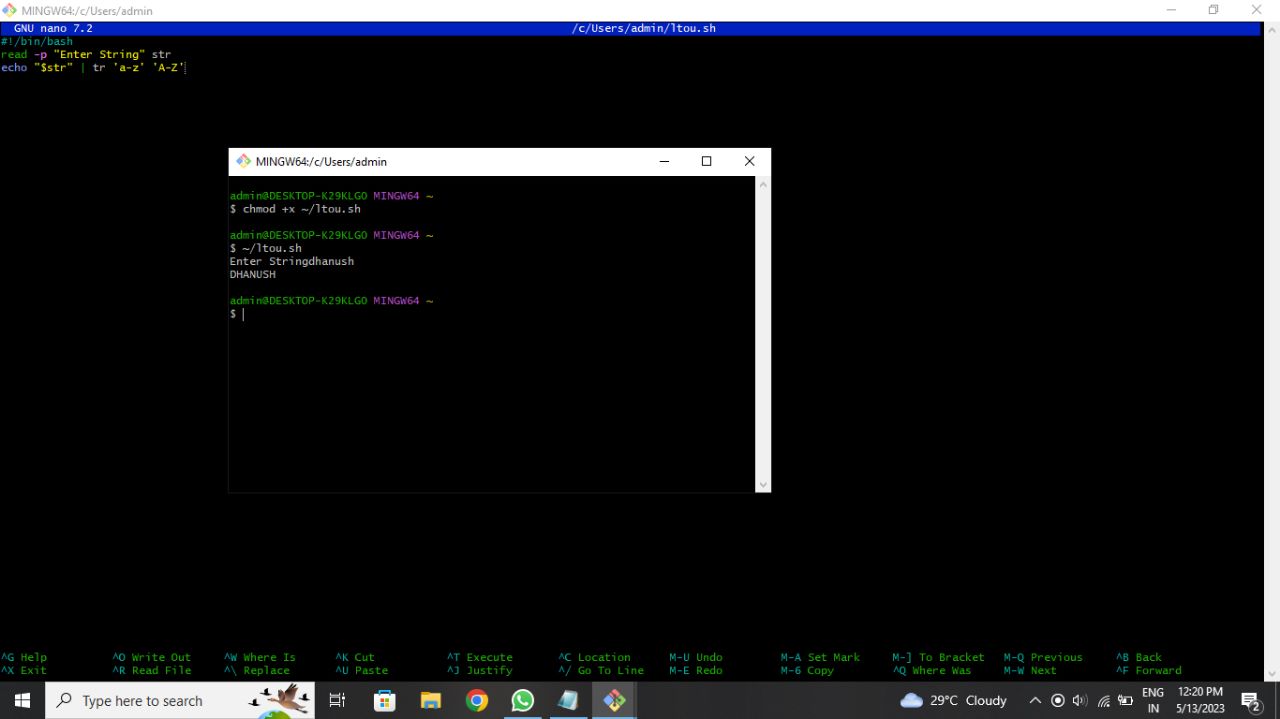 MINGW64:/c/Users/admin
GNU nano 7.2 /c/Users/admin/ltou.sh
#!/bin/bash
read -p "Enter String" str
echo "$str" | tr 'a-z' 'A-Z'
MINGW64:/c/Users/admin
admin@DESKTOP-K29KLGO MINGW64 ~
$ chmod +x ~/ltou.sh
admin@DESKTOP-K29KLGO MINGW64 ~
$ ~/ltou.sh
Enter Stringdhanush
DHANUSH
admin@DESKTOP-K29KLGO MINGW64 ~
$
^G Help ^O Write Out ^W Where Is ^K Cut ^T Execute ^C Location M-U Undo M-A Set Mark M-] To Bracket M-Q Previous ^B Back
^X Exit ^R Read File ^\ Replace ^U Paste ^J Justify ^/ Go To Line M-E Redo M-6 Copy ^Q Where Was M-W Next ^F Forward
Type here to search 29°C Cloudy ENG 12:20 PM
IN 5/13/2023 2